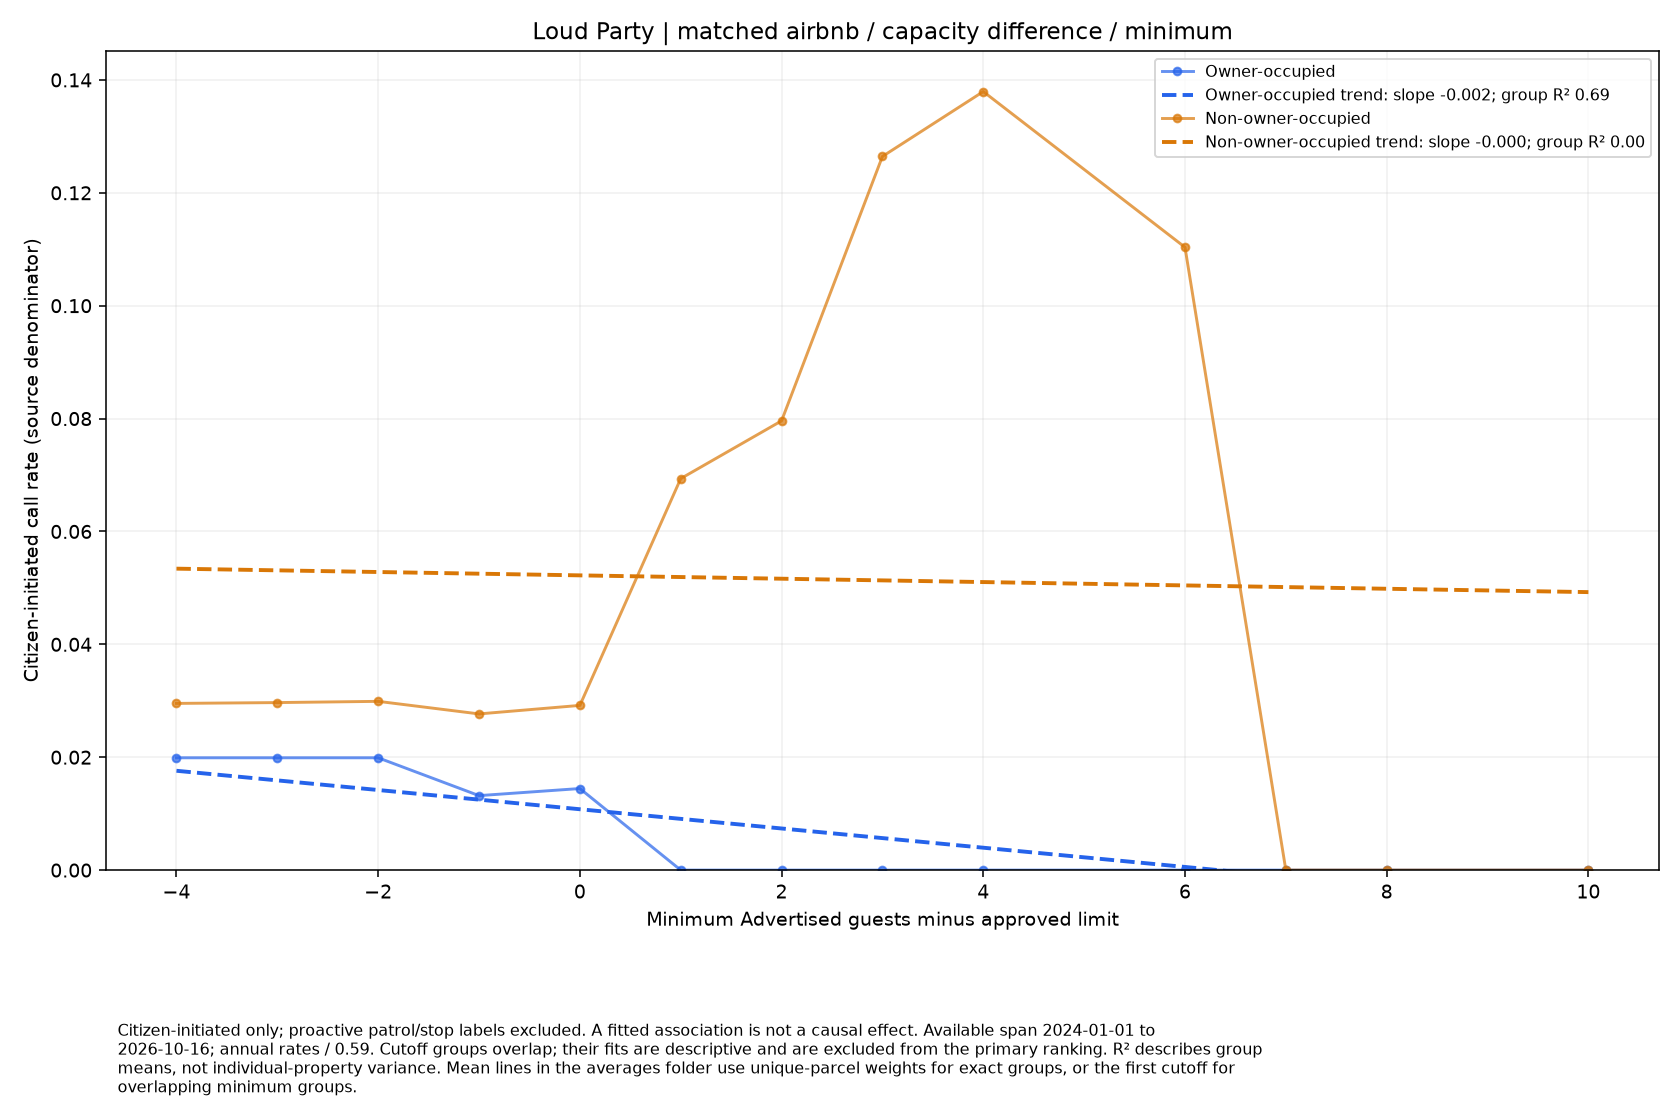 Loud Party | matched airbnb / capacity difference / minimum
Owner-occupied
Owner-occupied trend: slope -0.002; group R² 0.69
Non-owner-occupied
Non-owner-occupied trend: slope -0.000; group R² 0.00
Citizen-initiated call rate (source denominator)
0.14
0.12
0.10
0.08
0.06
0.04
0.02
0.00
−4 −2 0 2 4 6 8 10
Minimum Advertised guests minus approved limit
Citizen-initiated only; proactive patrol/stop labels excluded. A fitted association is not a causal effect. Available span 2024-01-01 to
2026-10-16; annual rates / 0.59. Cutoff groups overlap; their fits are descriptive and are excluded from the primary ranking. R² describes group
means, not individual-property variance. Mean lines in the averages folder use unique-parcel weights for exact groups, or the first cutoff for
overlapping minimum groups.